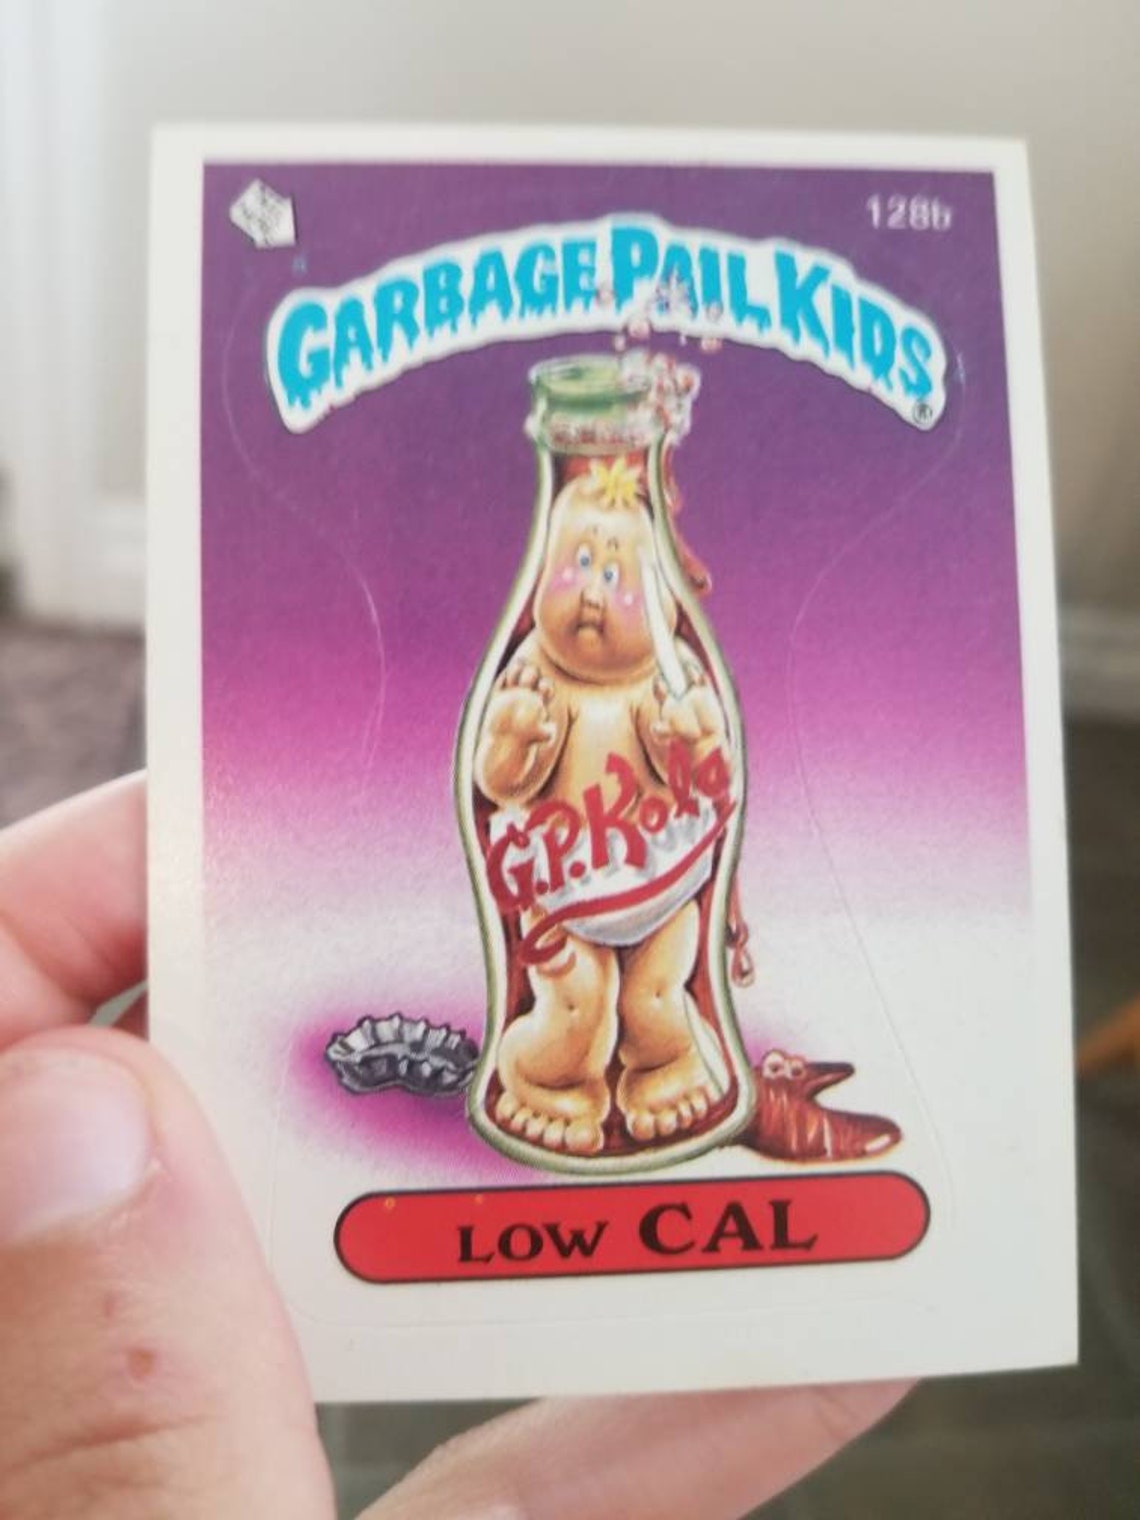 128b
GARBAGE PAIL KIDS
®
G.P. Kola
LOW CAL